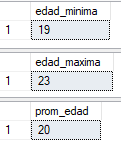 edad_minima
1 19
edad_maxima
1 23
prom_edad
1 20